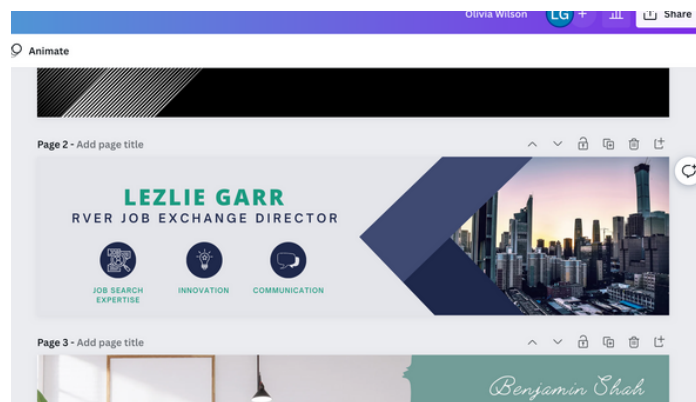 Olivia Wilson LG + Share
Animate
Page 2 - Add page title
LEZLIE GARR
RVER JOB EXCHANGE DIRECTOR
JOB SEARCH
EXPERTISE
INNOVATION
COMMUNICATION
Page 3 - Add page title
Benjamin Shah